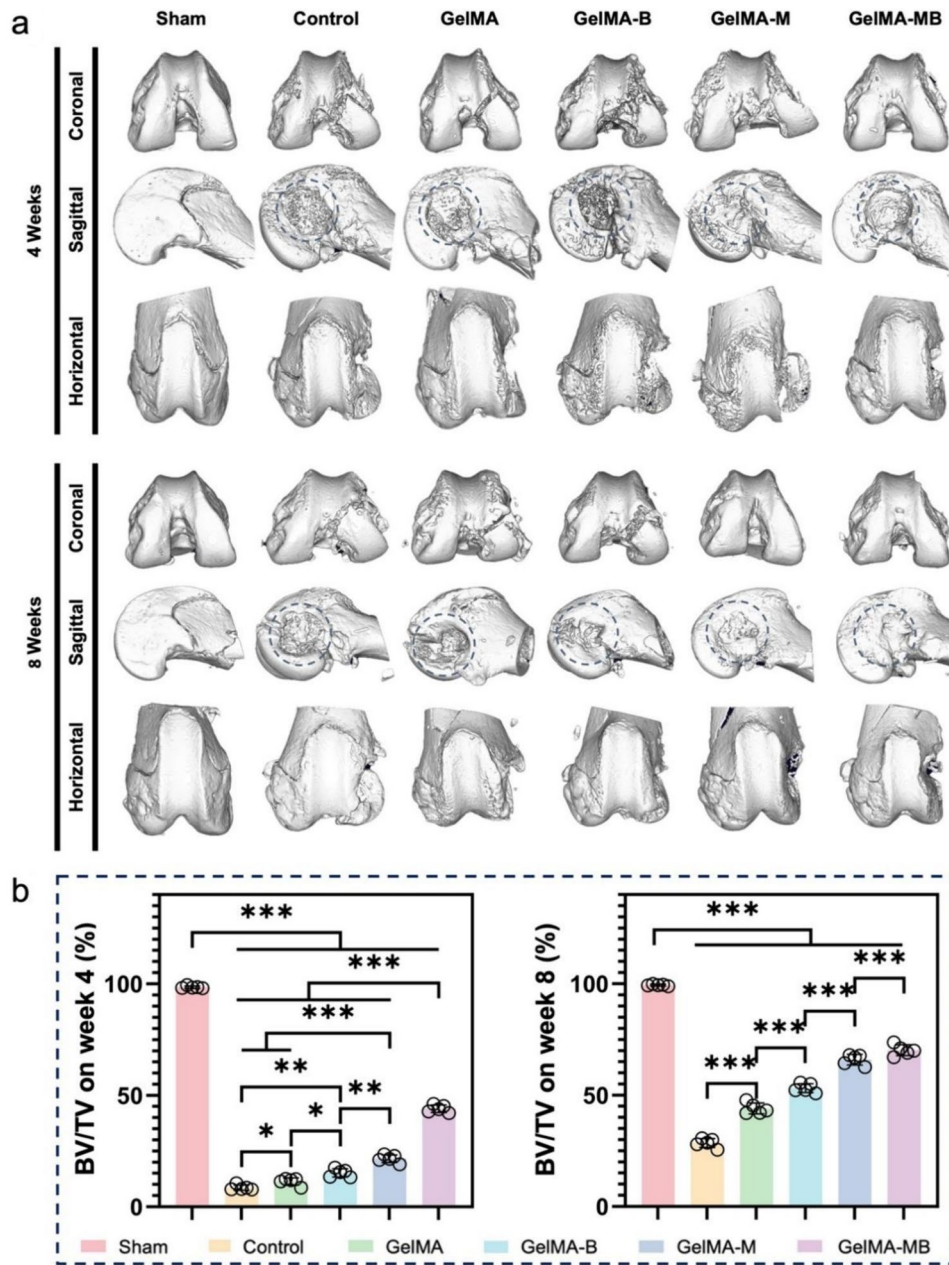 a
Sham Control GelMA GelMA-B GelMA-M GelMA-MB
4 Weeks
Coronal
Sagittal
Horizontal
8 Weeks
Coronal
Sagittal
Horizontal
b
BV/TV on week 4 (%)
100
50
0
***
***
***
**
**
*
*
BV/TV on week 8 (%)
100
50
0
***
***
***
***
***
Sham Control GelMA GelMA-B GelMA-M GelMA-MB